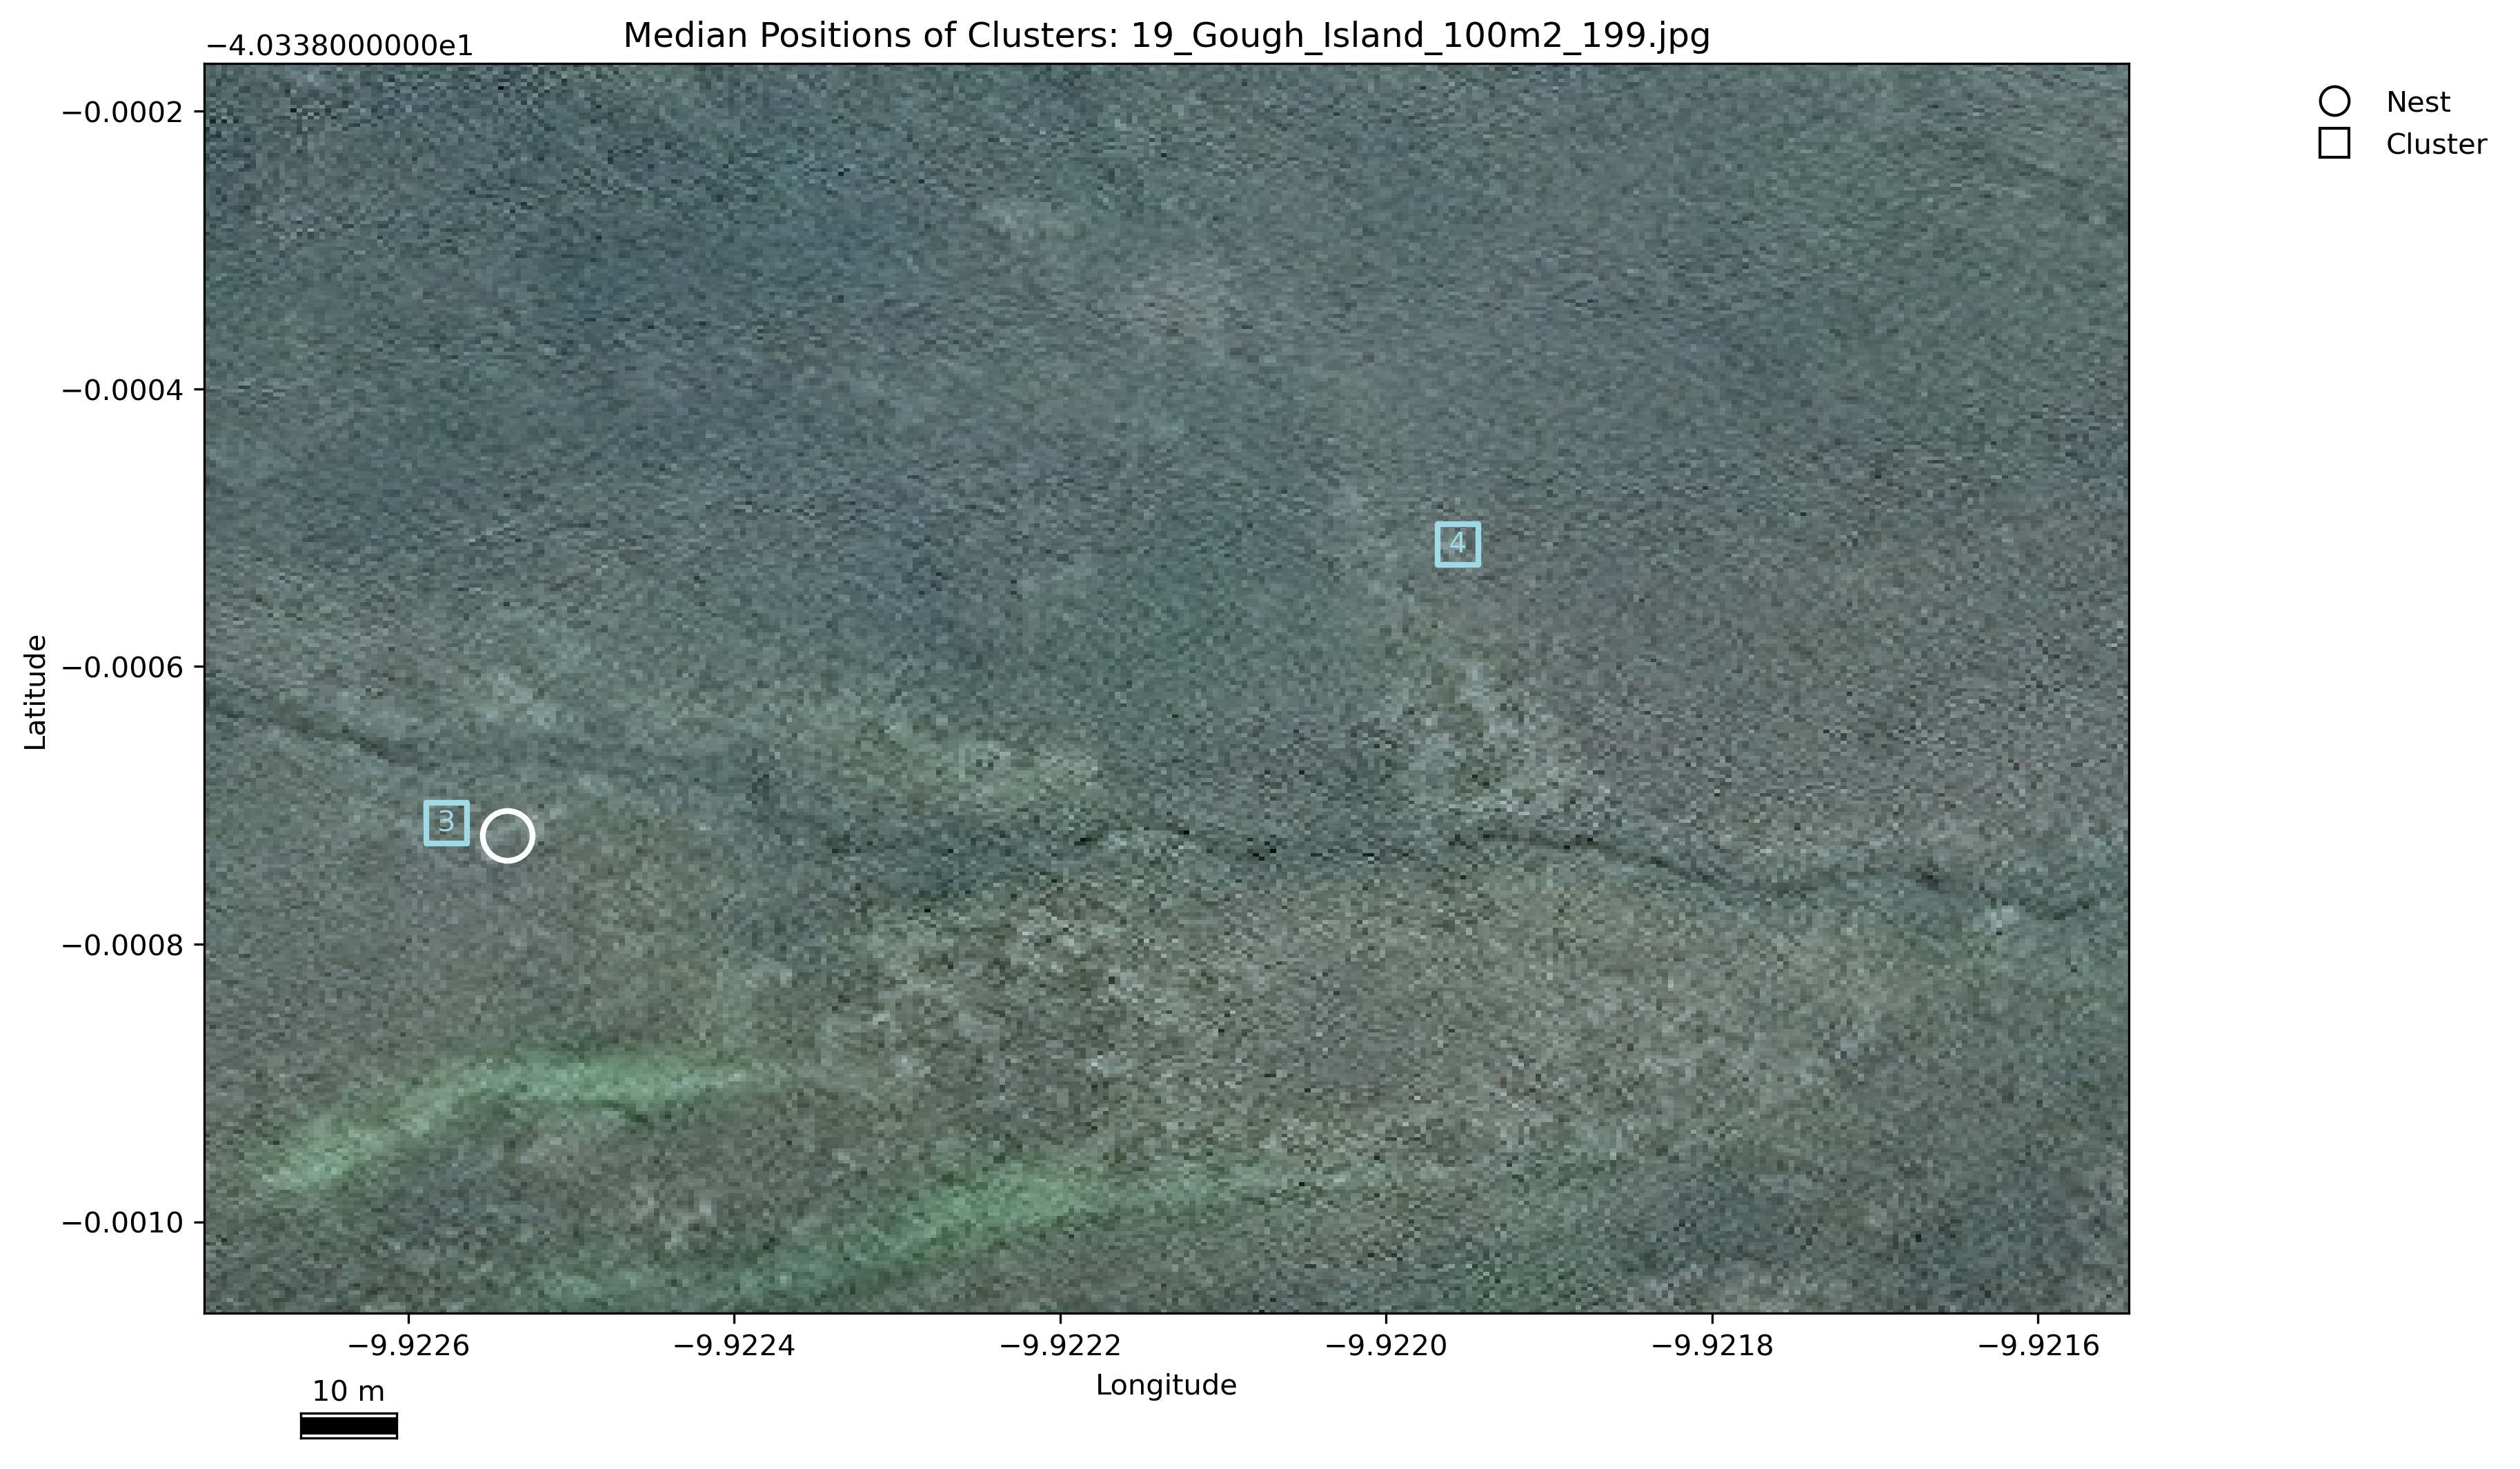 Median Positions of Clusters: 19_Gough_Island_100m2_199.jpg
−4.0338000000e1
Nest
Cluster
−0.0002
−0.0004
−0.0006
−0.0008
−0.0010
Latitude
4
3
−9.9226
−9.9224
−9.9222
−9.9220
−9.9218
−9.9216
Longitude
10 m